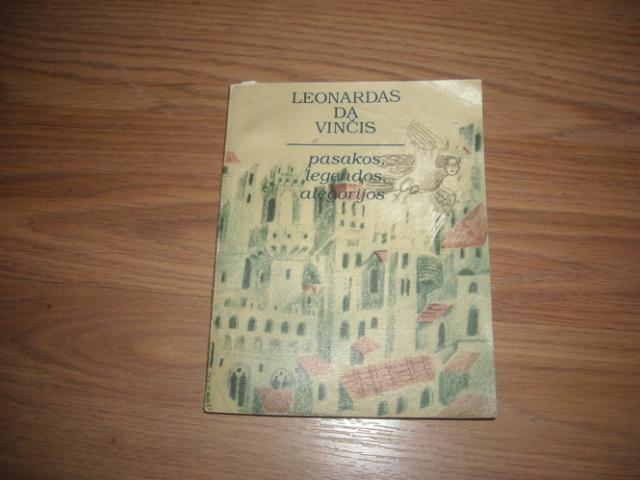 LEONARDAS
DA
VINČIS
pasakos,
legendos,
alegorijos